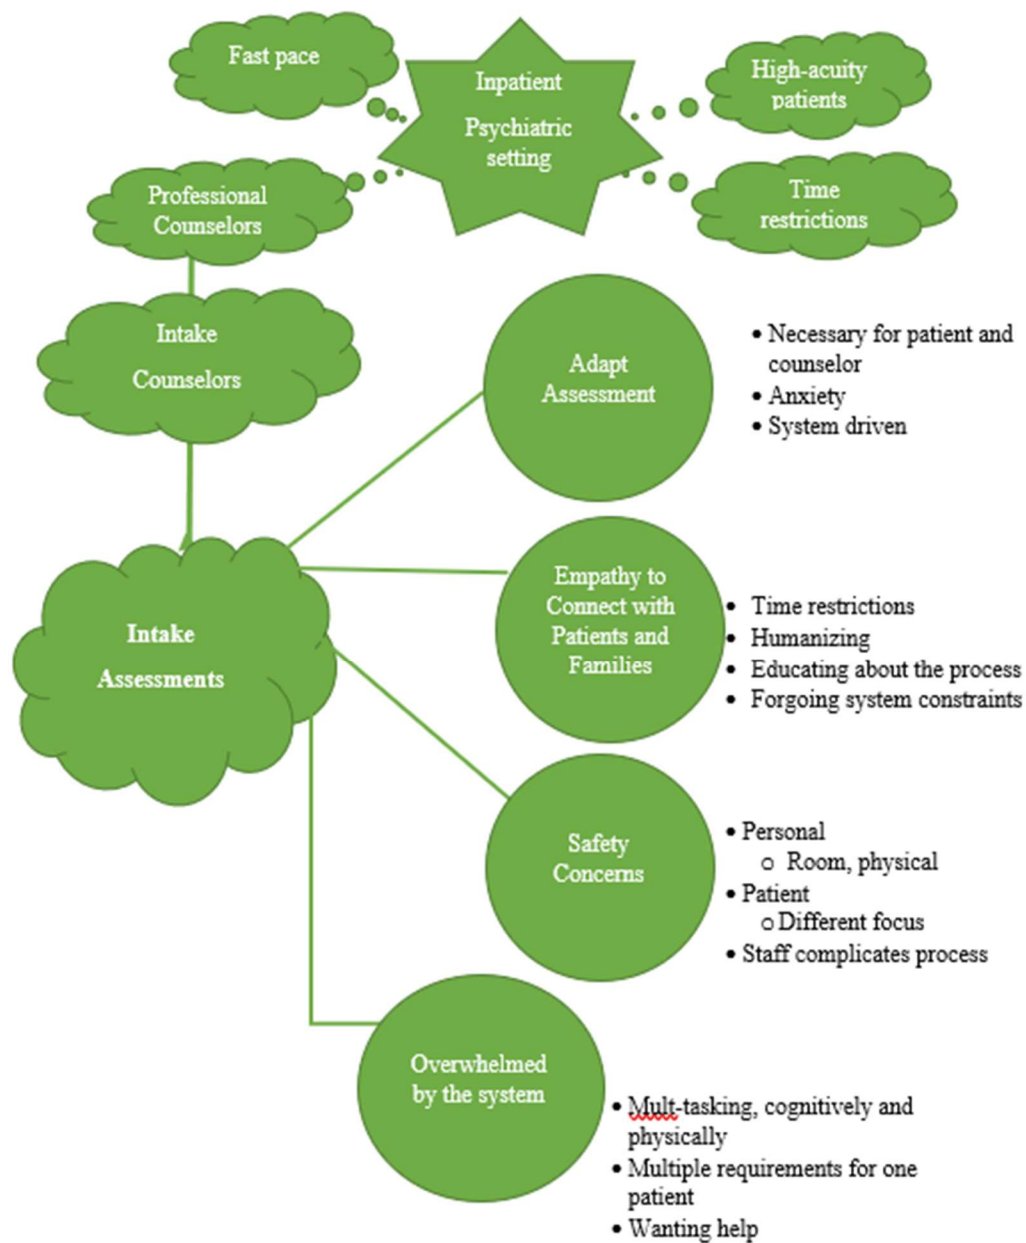 Fast pace
Inpatient
Psychiatric
setting
High-acuity
patients
Professional
Counselors
Time
restrictions
Intake
Counselors
Adapt
Assessment
• Necessary for patient and
counselor
• Anxiety
• System driven
Intake
Assessments
Empathy to
Connect with
Patients and
Families
• Time restrictions
• Humanizing
• Educating about the process
• Forgoing system constraints
Safety
Concerns
• Personal
o Room, physical
• Patient
o Different focus
• Staff complicates process
Overwhelmed
by the system
• Mult-tasking, cognitively and
physically
• Multiple requirements for one
patient
• Wanting help